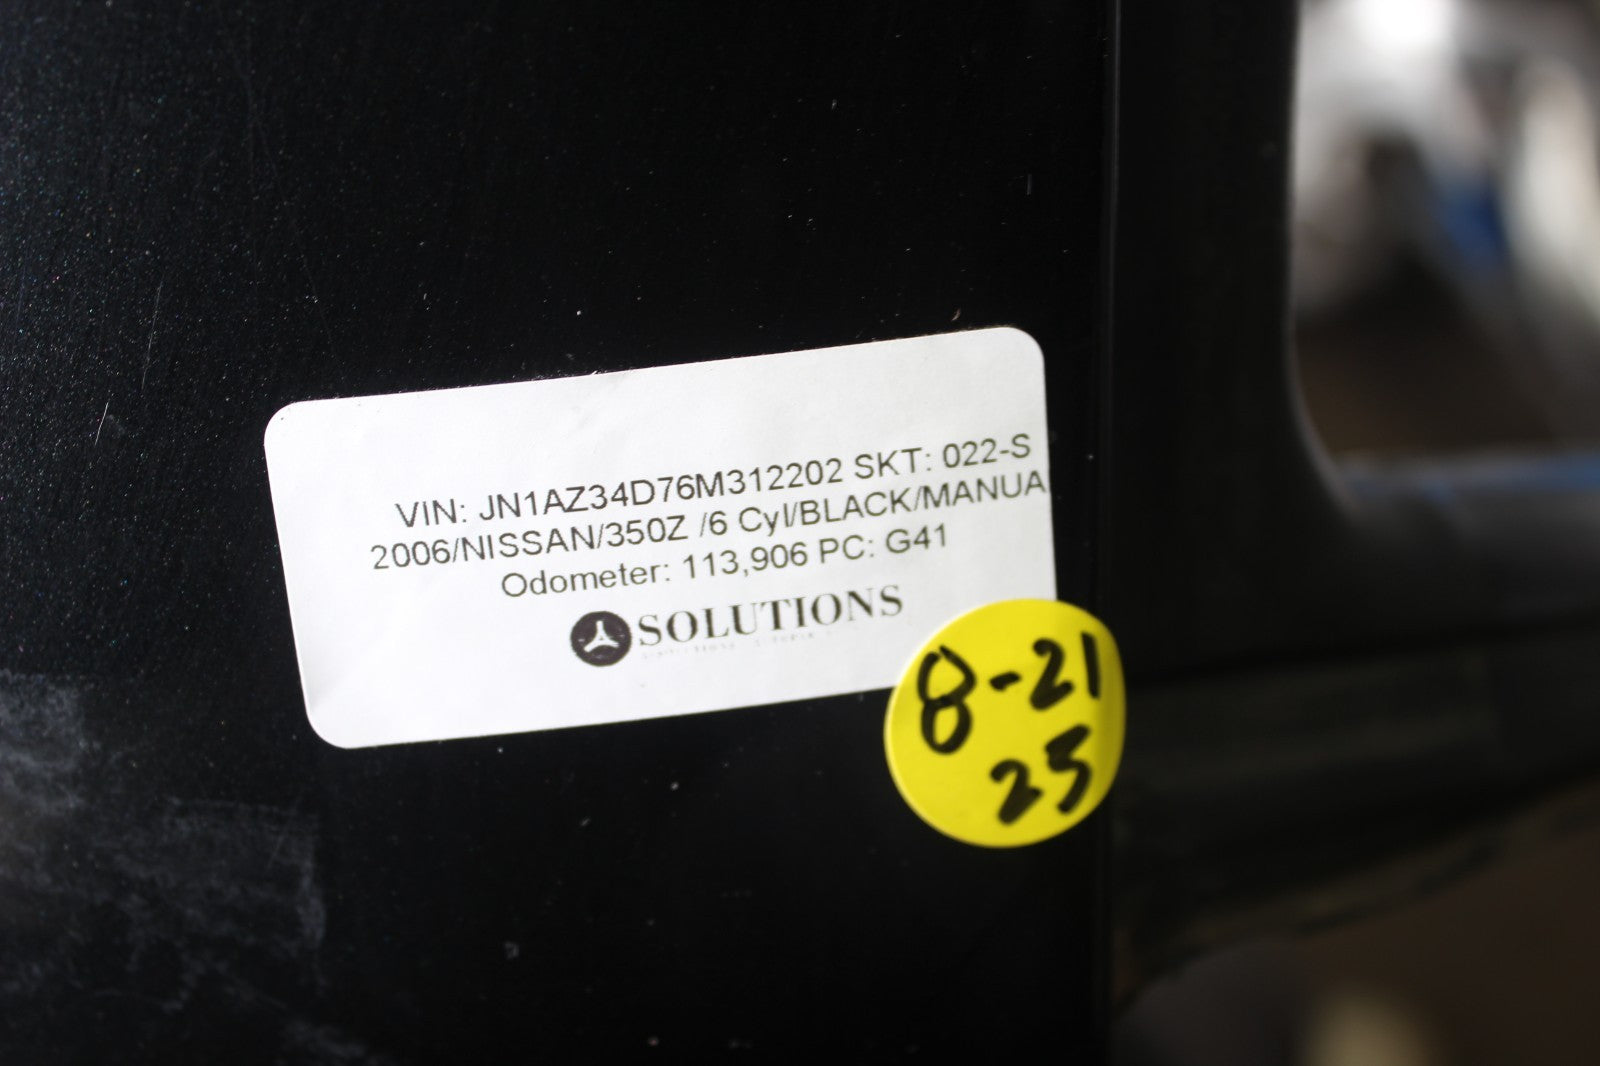 VIN: JN1AZ34D76M312202 SKT: 022-S
2006/NISSAN/350Z /6 Cyl/BLACK/MANUA
Odometer: 113,906 PC: G41
SOLUTIONS
8-21
25